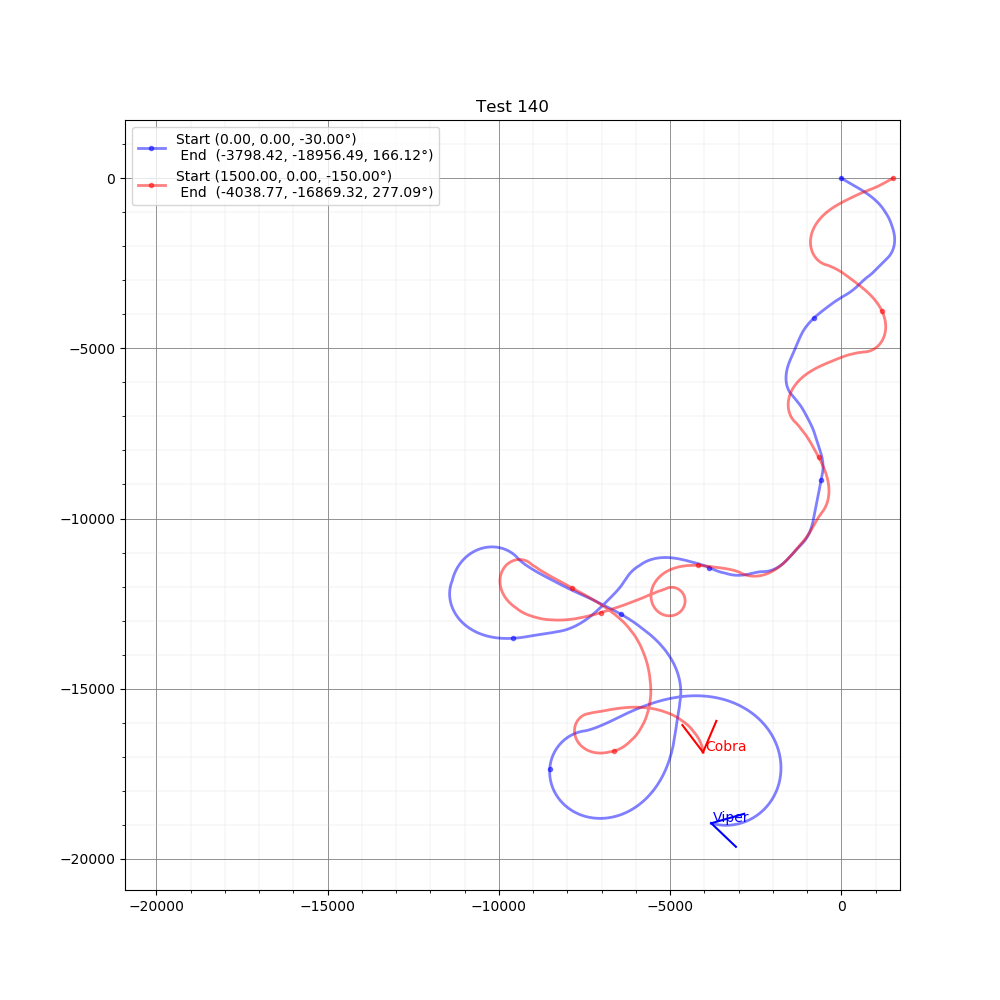 Test 140
Start (0.00, 0.00, -30.00°)
End (-3798.42, -18956.49, 166.12°)
Start (1500.00, 0.00, -150.00°)
End (-4038.77, -16869.32, 277.09°)
0
−5000
−10000
−15000
−20000
Cobra
Viper
−20000 −15000 −10000 −5000 0